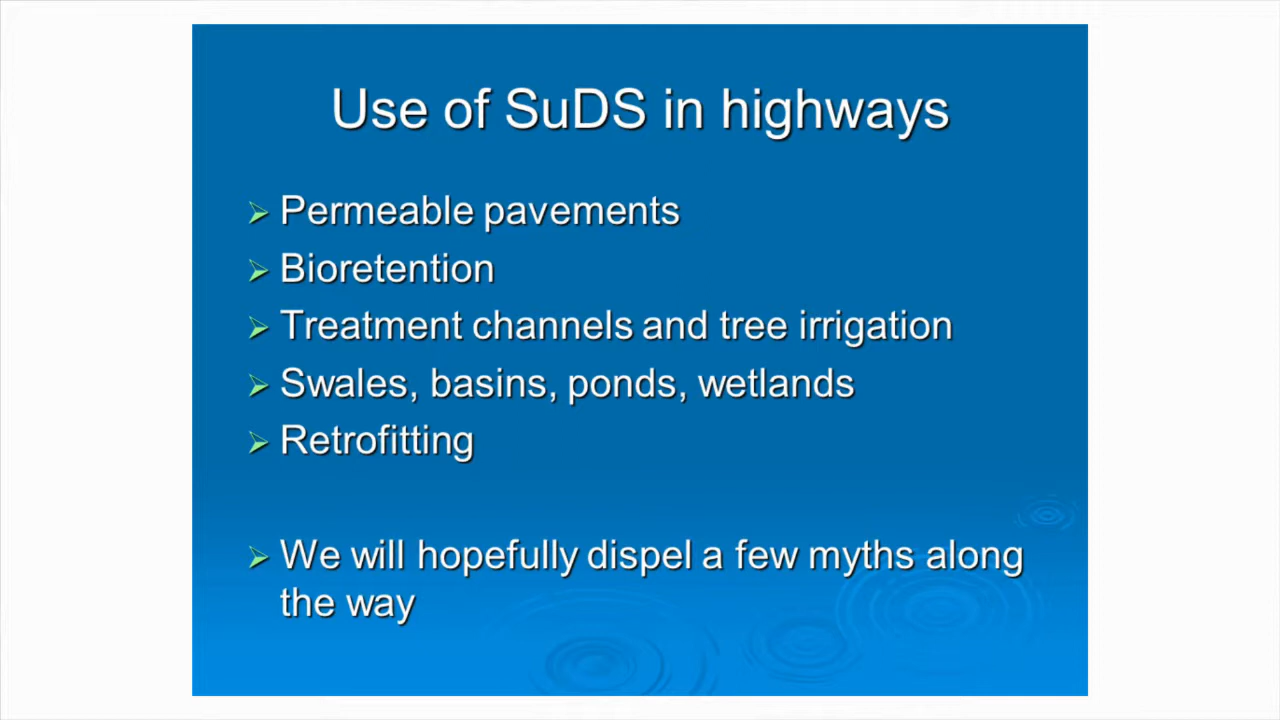 Use of SuDS in highways
Permeable pavements
Bioretention
Treatment channels and tree irrigation
Swales, basins, ponds, wetlands
Retrofitting
We will hopefully dispel a few myths along
the way